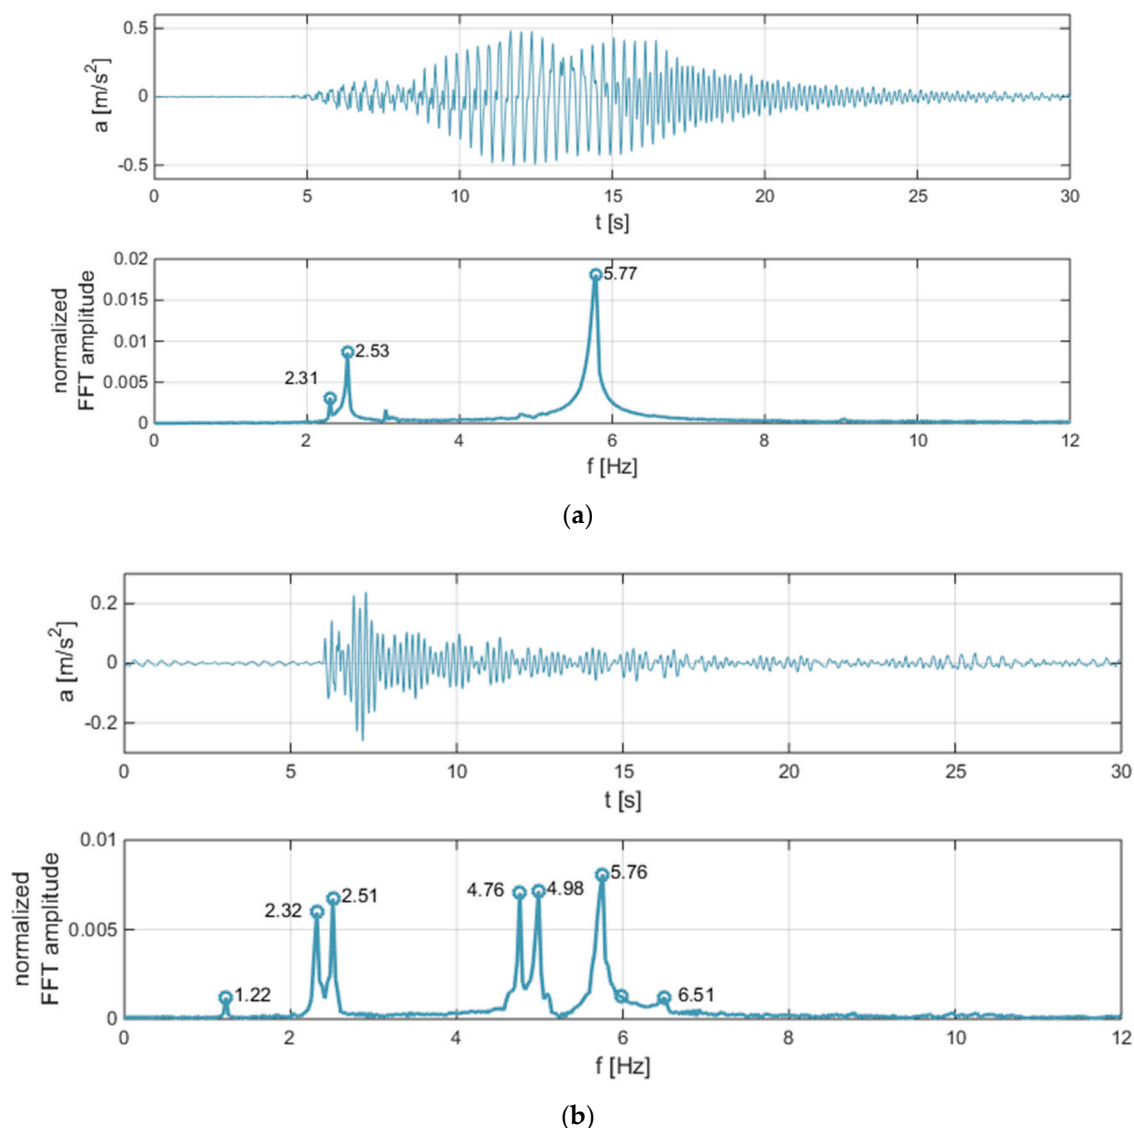 0.5
0
-0.5
a [m/s²]
0 5 10 15 20 25 30
t [s]
0.02
0.015
0.01
0.005
0
normalized
FFT amplitude
2.31
2.53
5.77
0 2 4 6 8 10 12
f [Hz]
(a)
0.2
0
-0.2
a [m/s²]
0 5 10 15 20 25 30
t [s]
0.01
0.005
0
normalized
FFT amplitude
1.22
2.32
2.51
4.76
4.98
5.76
6.51
0 2 4 6 8 10 12
f [Hz]
(b)